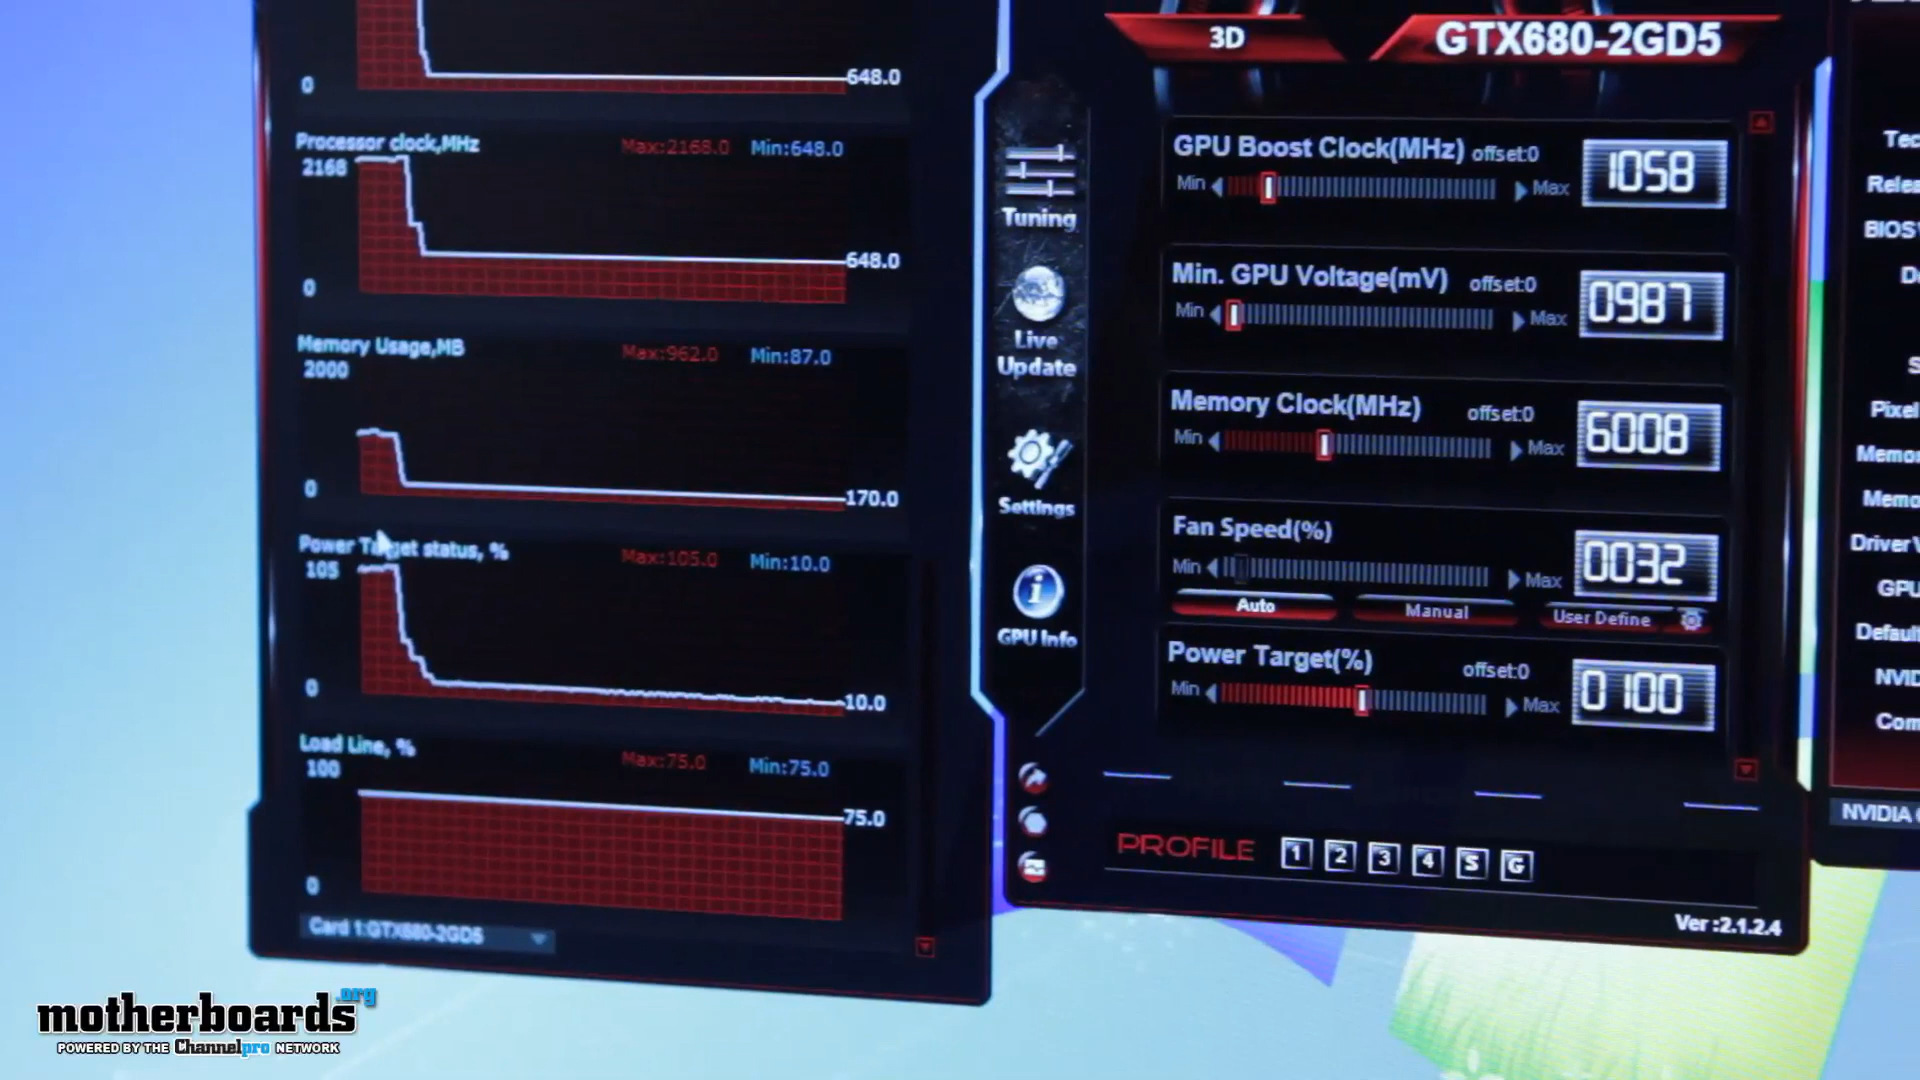 0
648.0
Processor clock,MHz
2168
Max:2168.0
Min:648.0
648.0
0
Memory Usage,MB
2000
Max:962.0
Min:87.0
0
170.0
Power Target status, %
105
Max:105.0
Min:10.0
0
10.0
Load Line, %
100
Max:75.0
Min:75.0
75.0
0
Card 1:GTX680-2GD5
Tuning
Live
Update
Settings
GPU Info
3D
GTX680-2GD5
GPU Boost Clock(MHz) offset:0
1058
Min
Max
Min. GPU Voltage(mV) offset:0
0987
Min
Max
Memory Clock(MHz) offset:0
6008
Min
Max
Fan Speed(%)
0032
Min
Max
Auto
Manual
User Define
Power Target(%) offset:0
0100
Min
Max
PROFILE 1 2 3 4 S G
Ver :2.1.2.4
Tec
Relea
BIOS
Pixel
Memo
Memo
Driver V
GPU
Default
NVID
Com
NVIDIA
motherboards.org
POWERED BY THE Channelpro NETWORK